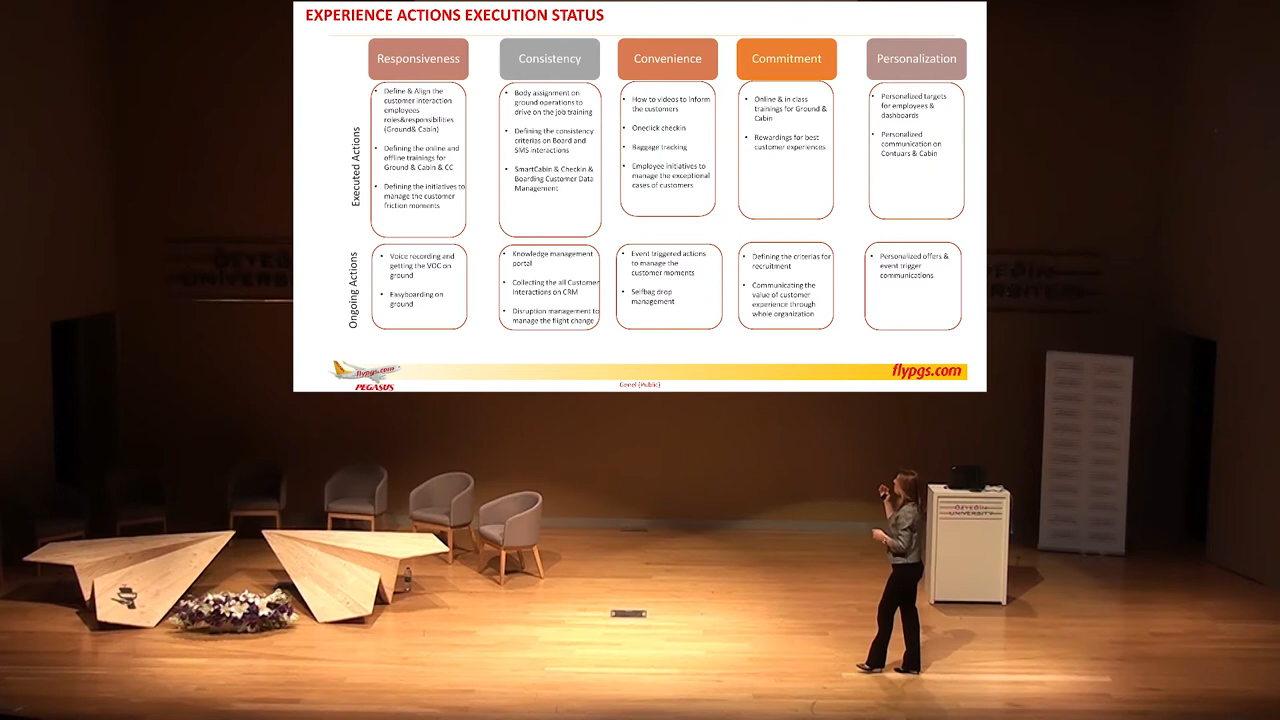 EXPERIENCE ACTIONS EXECUTION STATUS
Responsiveness
Consistency
Convenience
Commitment
Personalization
Executed Actions
• Define & Align the
customer interaction
employees
roles&responsibilities
(Ground& Cabin)
• Defining the online and
offline trainings for
Ground & Cabin & CC
• Defining the initiatives to
manage the customer
friction moments
• Body assignment on
ground operations to
drive on the job training
• Defining the consistency
criterias on Board and
SMS interactions
• SmartCabin & Checkin &
Boarding Customer Data
Management
• How to videos to inform
the customers
• Oneclick checkin
• Baggage tracking
• Employee initiatives to
manage the exceptional
cases of customers
• Online & in class
trainings for Ground &
Cabin
• Rewardings for best
customer experiences
• Personalized targets
for employees &
dashboards
• Personalized
communication on
Contuars & Cabin
Ongoing Actions
• Voice recording and
getting the VOC on
ground
• Easyboarding on
ground
• Knowledge management
portal
• Collecting the all Customer
Interactions on CRM
• Disruption management to
manage the flight change
• Event triggered actions
to manage the
customer moments
• Selfbag drop
management
• Defining the criterias for
recruitment
• Communicating the
value of customer
experience through
whole organization
• Personalized offers &
event trigger
communications
flypgs.com
PEGASUS
Genel (Public)
flypgs.com
ÖZYEĞİN
UNIVERSITY